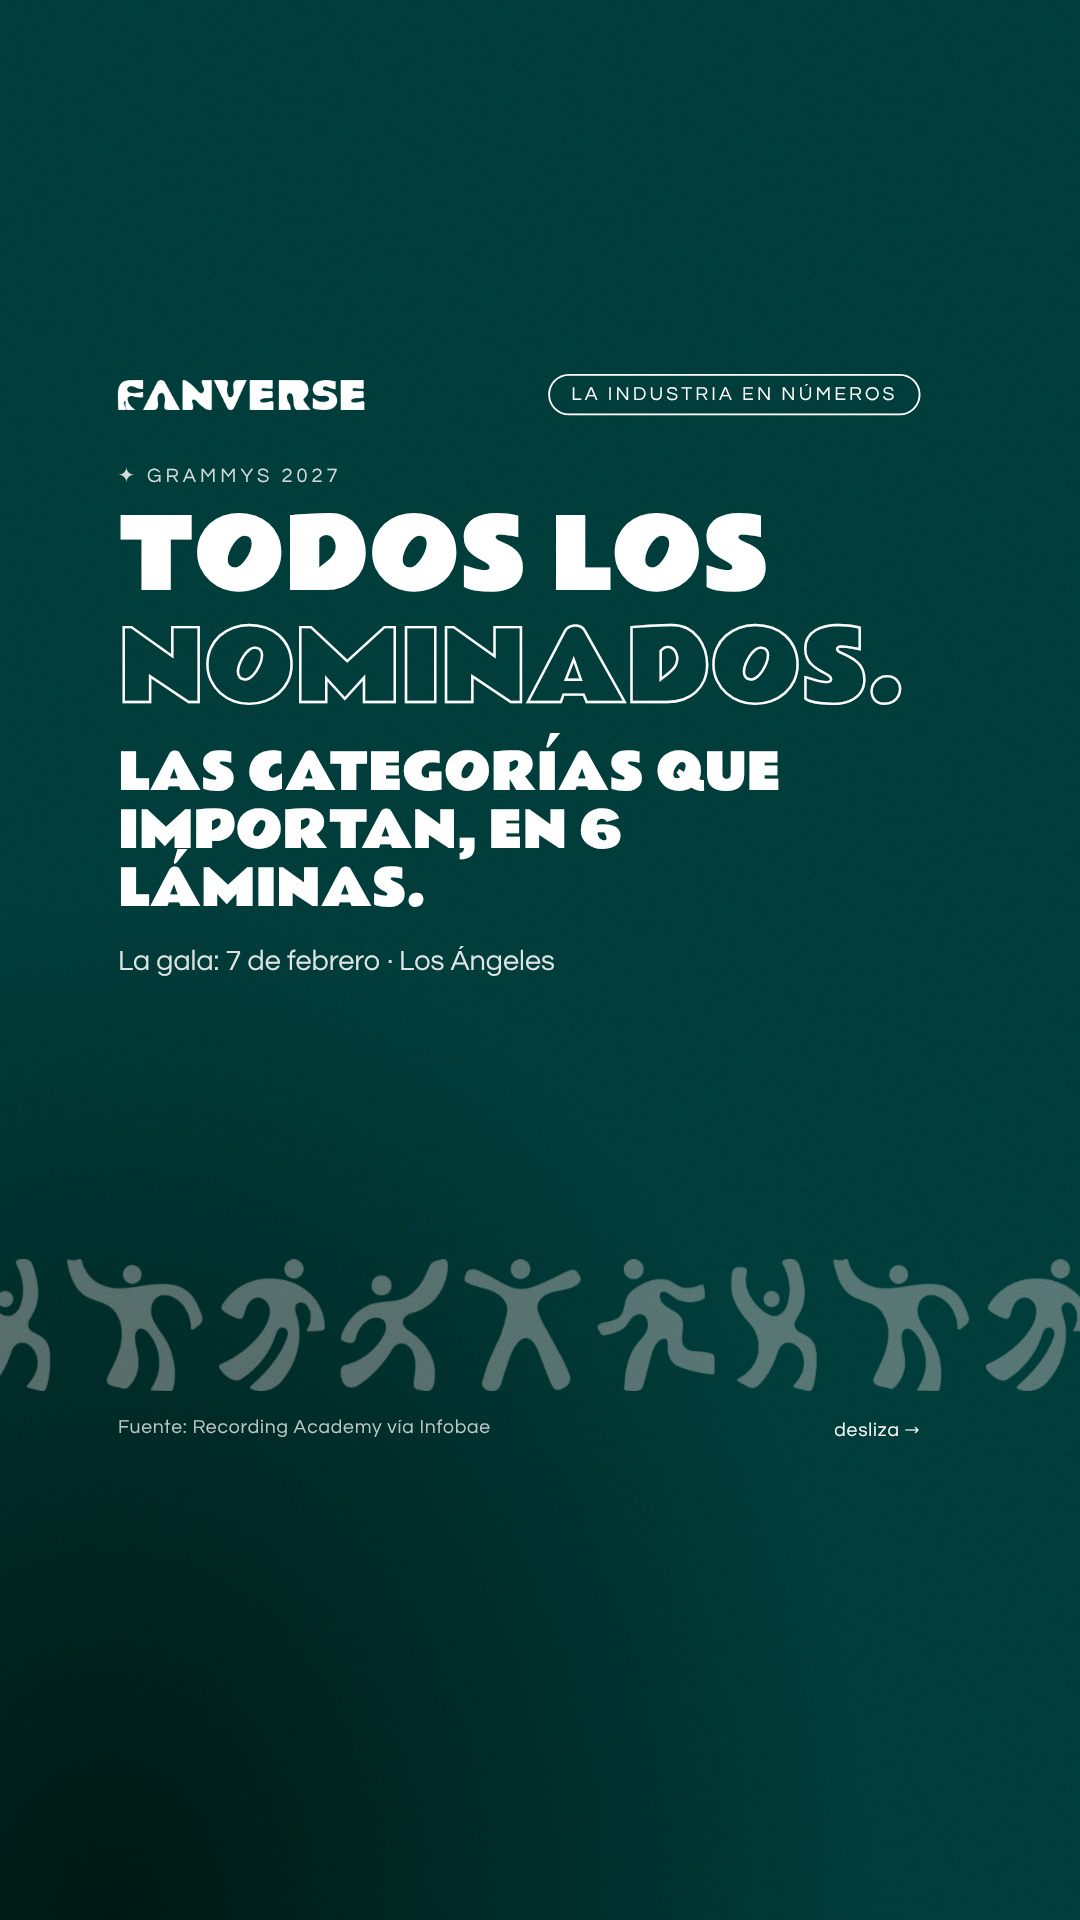 FANVERSE
LA INDUSTRIA EN NÚMEROS
✦ GRAMMYS 2027
TODOS LOS
NOMINADOS.
LAS CATEGORÍAS QUE
IMPORTAN, EN 6
LÁMINAS.
La gala: 7 de febrero · Los Ángeles
Fuente: Recording Academy vía Infobae
desliza →